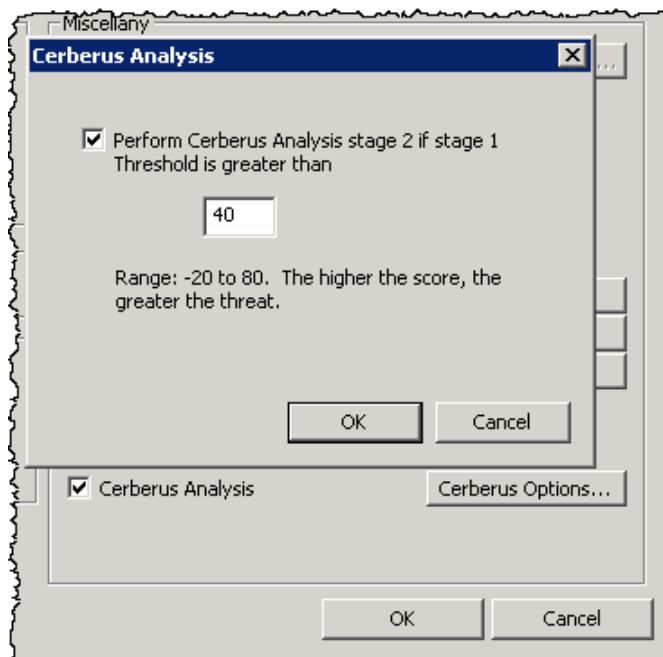 Miscellany
Cerberus Analysis
...
Perform Cerberus Analysis stage 2 if stage 1
Threshold is greater than
40
Range: -20 to 80.  The higher the score, the
greater the threat.
OK
Cancel
Cerberus Analysis
Cerberus Options...
OK
Cancel